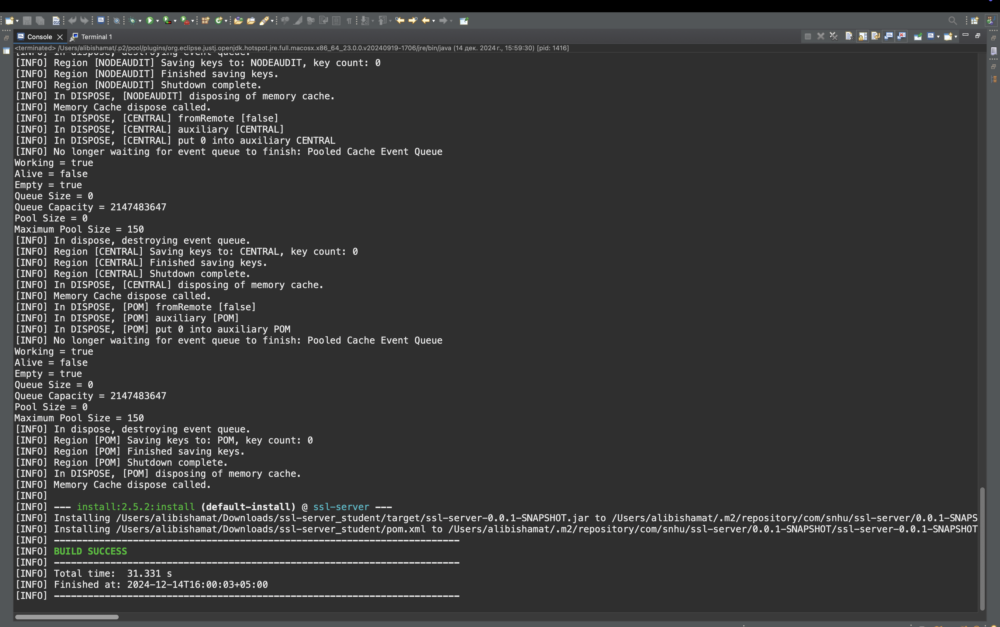 Console
Terminal 1
<terminated> /Users/alibishamat/.p2/pool/plugins/org.eclipse.justj.openjdk.hotspot.jre.full.macosx.x86_64_23.0.0.v20240919-1706/jre/bin/java (14 дек. 2024 г., 15:59:30) [pid: 1416]
[INFO] In dispose, destroying event queue.
[INFO] Region [NODEAUDIT] Saving keys to: NODEAUDIT, key count: 0
[INFO] Region [NODEAUDIT] Finished saving keys.
[INFO] Region [NODEAUDIT] Shutdown complete.
[INFO] In DISPOSE, [NODEAUDIT] disposing of memory cache.
[INFO] Memory Cache dispose called.
[INFO] In DISPOSE, [CENTRAL] fromRemote [false]
[INFO] In DISPOSE, [CENTRAL] auxiliary [CENTRAL]
[INFO] In DISPOSE, [CENTRAL] put 0 into auxiliary CENTRAL
[INFO] No longer waiting for event queue to finish: Pooled Cache Event Queue
Working = true
Alive = false
Empty = true
Queue Size = 0
Queue Capacity = 2147483647
Pool Size = 0
Maximum Pool Size = 150
[INFO] In dispose, destroying event queue.
[INFO] Region [CENTRAL] Saving keys to: CENTRAL, key count: 0
[INFO] Region [CENTRAL] Finished saving keys.
[INFO] Region [CENTRAL] Shutdown complete.
[INFO] In DISPOSE, [CENTRAL] disposing of memory cache.
[INFO] Memory Cache dispose called.
[INFO] In DISPOSE, [POM] fromRemote [false]
[INFO] In DISPOSE, [POM] auxiliary [POM]
[INFO] In DISPOSE, [POM] put 0 into auxiliary POM
[INFO] No longer waiting for event queue to finish: Pooled Cache Event Queue
Working = true
Alive = false
Empty = true
Queue Size = 0
Queue Capacity = 2147483647
Pool Size = 0
Maximum Pool Size = 150
[INFO] In dispose, destroying event queue.
[INFO] Region [POM] Saving keys to: POM, key count: 0
[INFO] Region [POM] Finished saving keys.
[INFO] Region [POM] Shutdown complete.
[INFO] In DISPOSE, [POM] disposing of memory cache.
[INFO] Memory Cache dispose called.
[INFO]
[INFO] --- install:2.5.2:install (default-install) @ ssl-server ---
[INFO] Installing /Users/alibishamat/Downloads/ssl-server_student/target/ssl-server-0.0.1-SNAPSHOT.jar to /Users/alibishamat/.m2/repository/com/snhu/ssl-server/0.0.1-SNAPS
[INFO] Installing /Users/alibishamat/Downloads/ssl-server_student/pom.xml to /Users/alibishamat/.m2/repository/com/snhu/ssl-server/0.0.1-SNAPSHOT/ssl-server-0.0.1-SNAPSHOT
[INFO] ------------------------------------------------------------------------
[INFO] BUILD SUCCESS
[INFO] ------------------------------------------------------------------------
[INFO] Total time:  31.331 s
[INFO] Finished at: 2024-12-14T16:00:03+05:00
[INFO] ------------------------------------------------------------------------